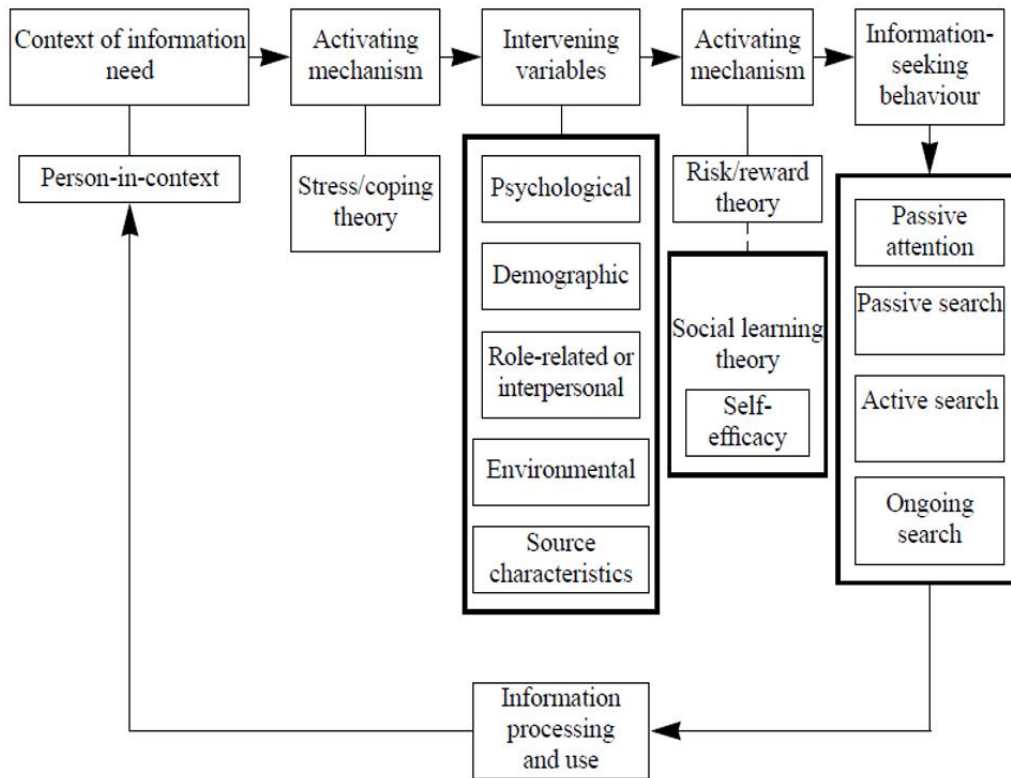 Context of information
need
Activating
mechanism
Intervening
variables
Activating
mechanism
Information-
seeking
behaviour
Person-in-context
Stress/coping
theory
Psychological
Demographic
Role-related or
interpersonal
Environmental
Source
characteristics
Risk/reward
theory
Social learning
theory
Self-
efficacy
Passive
attention
Passive search
Active search
Ongoing
search
Information
processing
and use